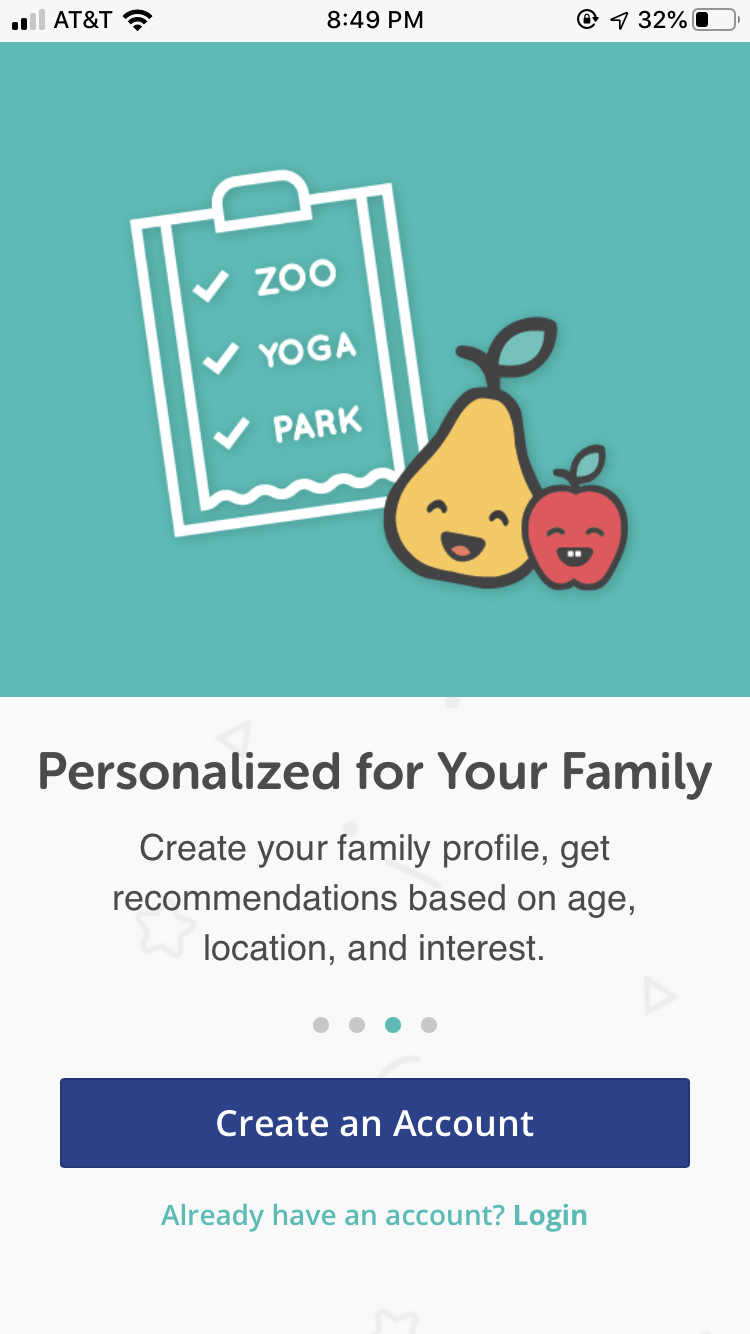 AT&T 8:49 PM 32%
ZOO
YOGA
PARK
Personalized for Your Family
Create your family profile, get
recommendations based on age,
location, and interest.
Create an Account
Already have an account? Login